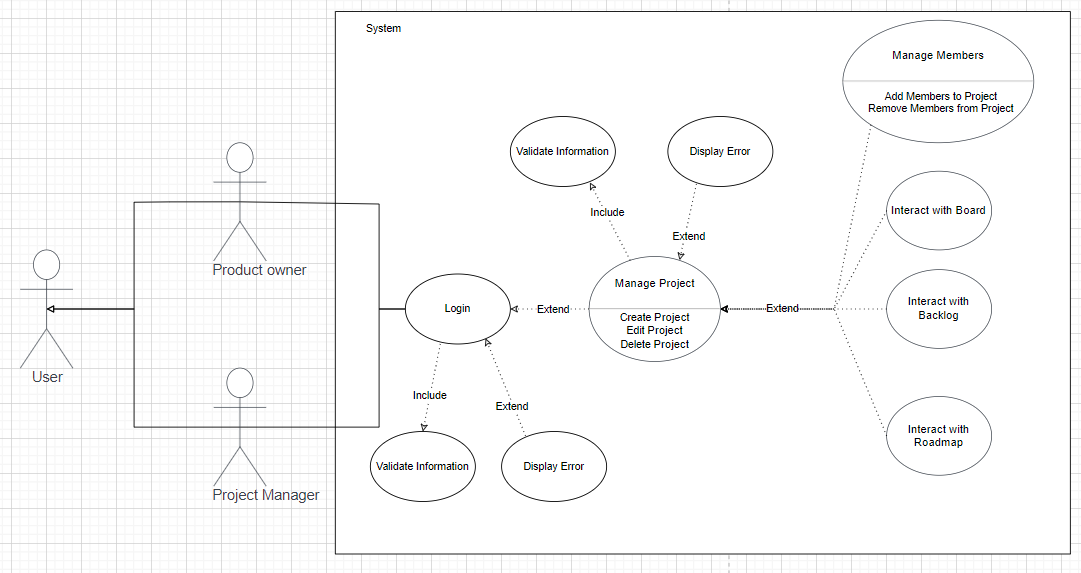 System
Manage Members
Add Members to Project
Remove Members from Project
Validate Information
Display Error
Include
Extend
Interact with Board
Product owner
User
Login
Extend
Manage Project
Create Project
Edit Project
Delete Project
Extend
Interact with
Backlog
Include
Extend
Interact with
Roadmap
Validate Information
Display Error
Project Manager